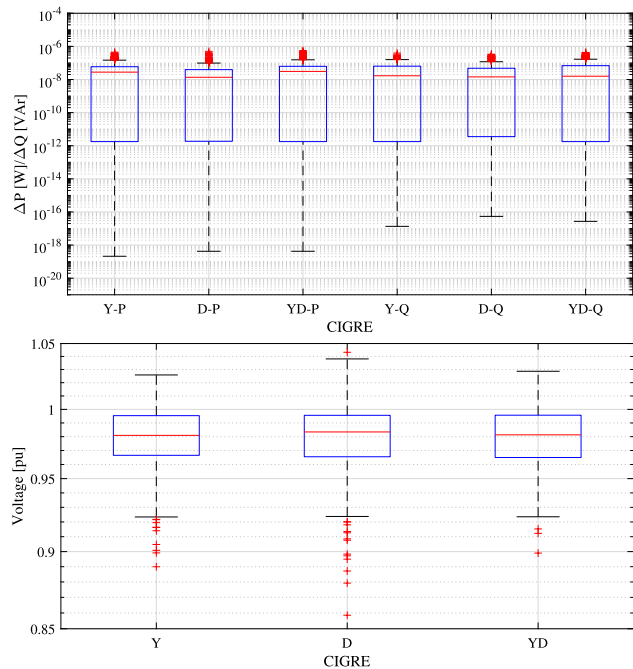 10^-4
10^-6
10^-8
10^-10
10^-12
10^-14
10^-16
10^-18
10^-20
ΔP [W]/ΔQ [VAr]
Y-P D-P YD-P Y-Q D-Q YD-Q
CIGRE
1.05
1
0.95
0.9
0.85
Voltage [pu]
Y D YD
CIGRE